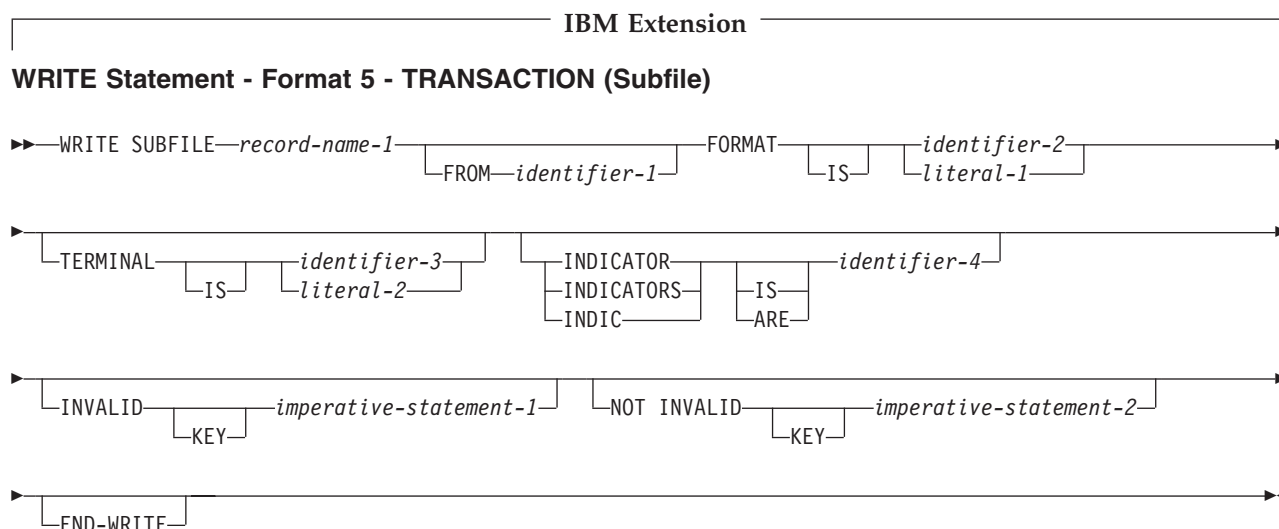 IBM Extension
WRITE Statement - Format 5 - TRANSACTION (Subfile)
WRITE SUBFILE record-name-1 FORMAT identifier-2
FROM identifier-1 IS literal-1
TERMINAL identifier-3 INDICATOR identifier-4
IS literal-2 INDICATORS IS
INDIC ARE
INVALID imperative-statement-1 NOT INVALID imperative-statement-2
KEY KEY
END-WRITE